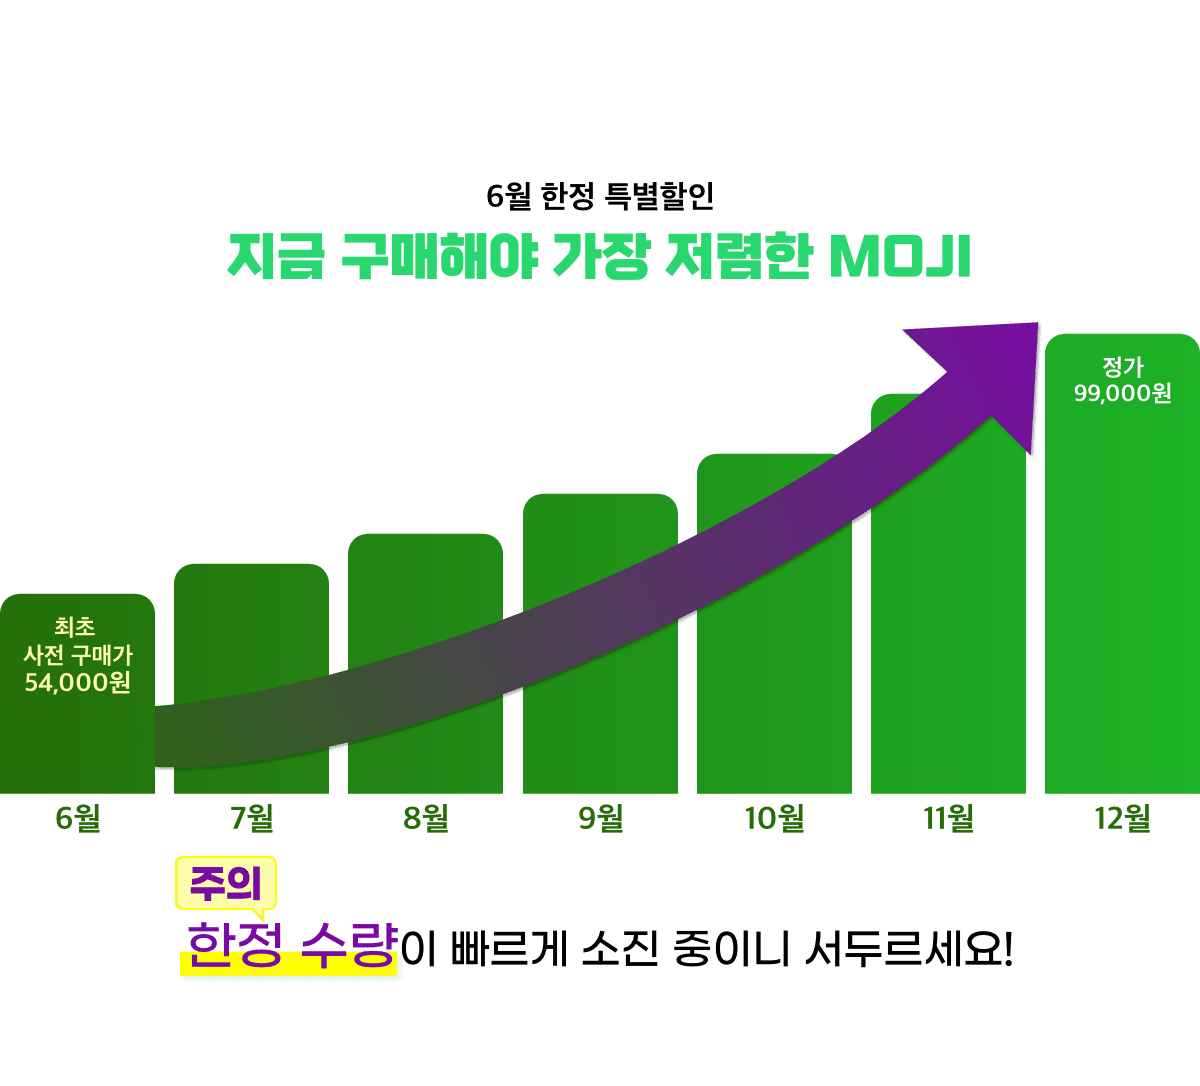 6월 한정 특별할인
지금 구매해야 가장 저렴한 MOJI
정가
99,000원
최초
사전 구매가
54,000원
6월
7월
8월
9월
10월
11월
12월
주의
한정 수량이 빠르게 소진 중이니 서두르세요!